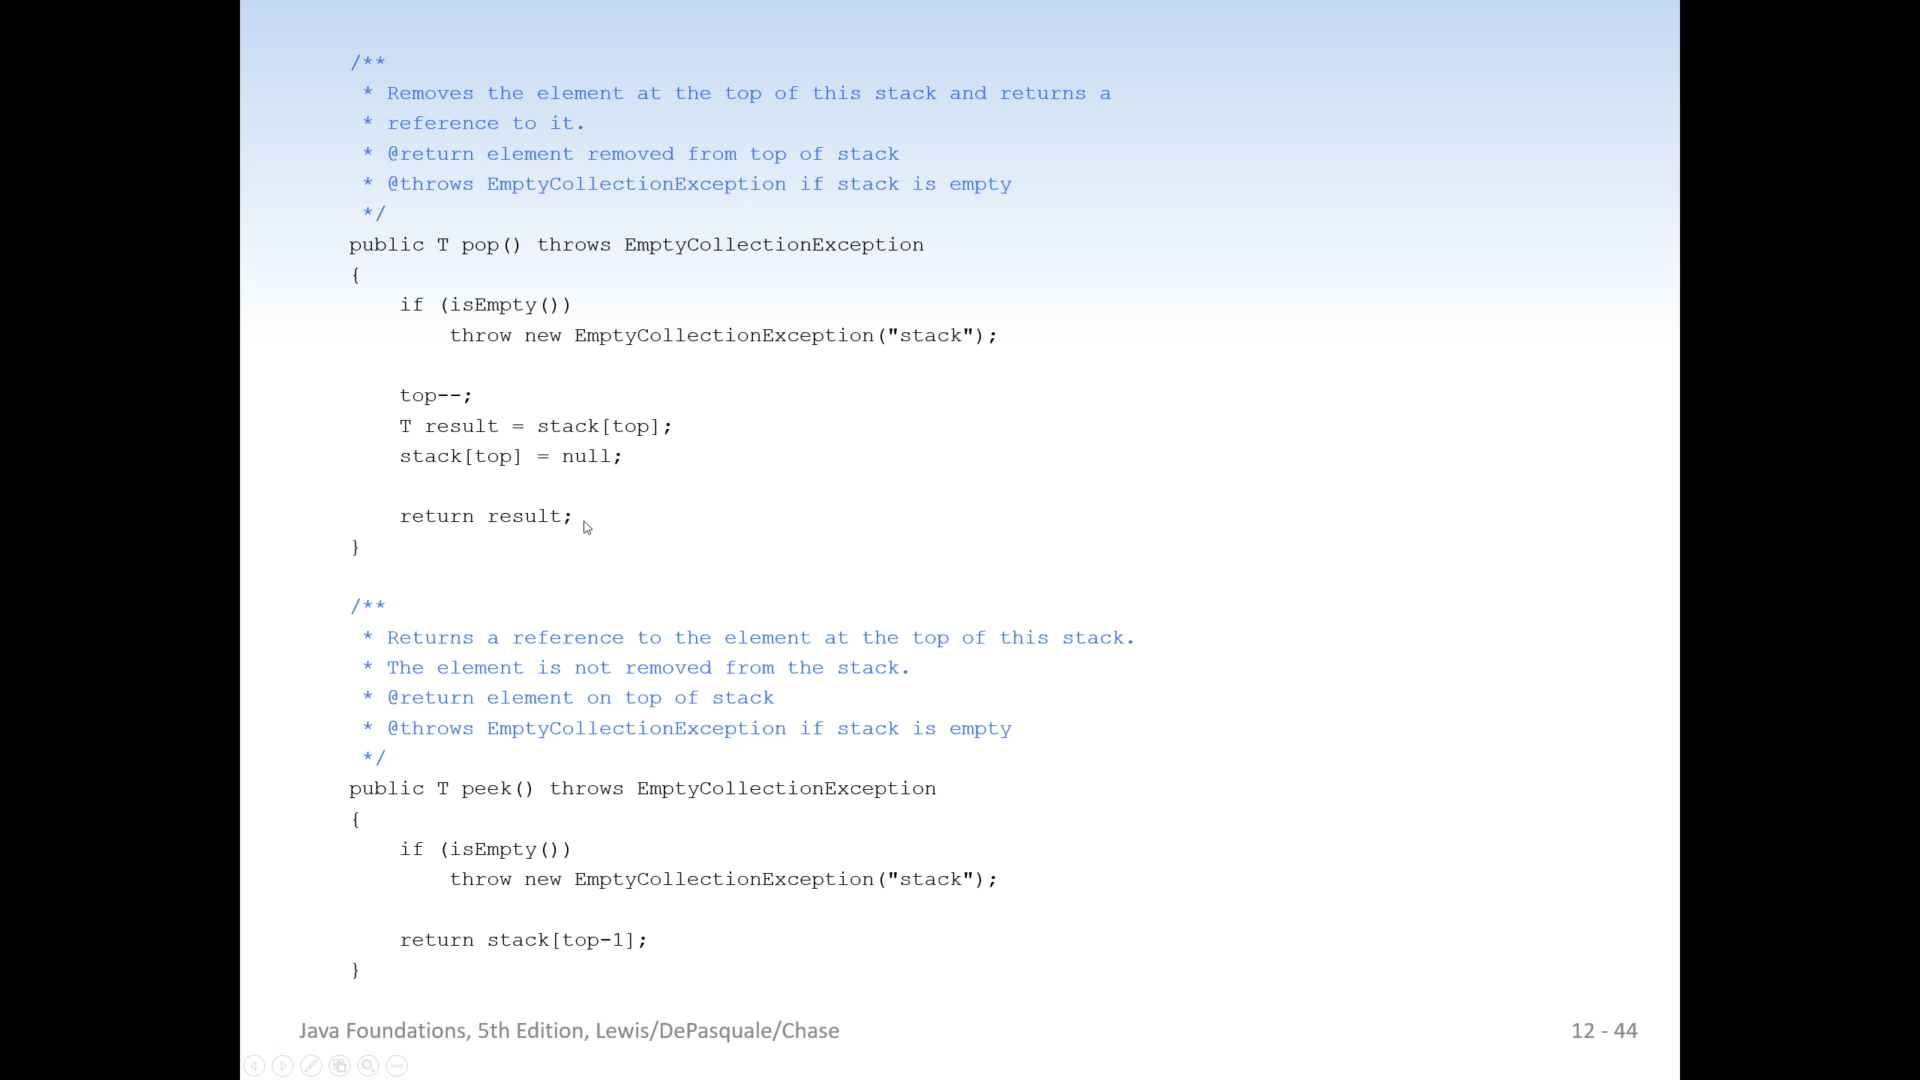 /**
 * Removes the element at the top of this stack and returns a
 * reference to it.
 * @return element removed from top of stack
 * @throws EmptyCollectionException if stack is empty
 */
public T pop() throws EmptyCollectionException
{
    if (isEmpty())
        throw new EmptyCollectionException("stack");

    top--;
    T result = stack[top];
    stack[top] = null;

    return result;
}

/**
 * Returns a reference to the element at the top of this stack.
 * The element is not removed from the stack.
 * @return element on top of stack
 * @throws EmptyCollectionException if stack is empty
 */
public T peek() throws EmptyCollectionException
{
    if (isEmpty())
        throw new EmptyCollectionException("stack");

    return stack[top-1];
}
Java Foundations, 5th Edition, Lewis/DePasquale/Chase
12 - 44